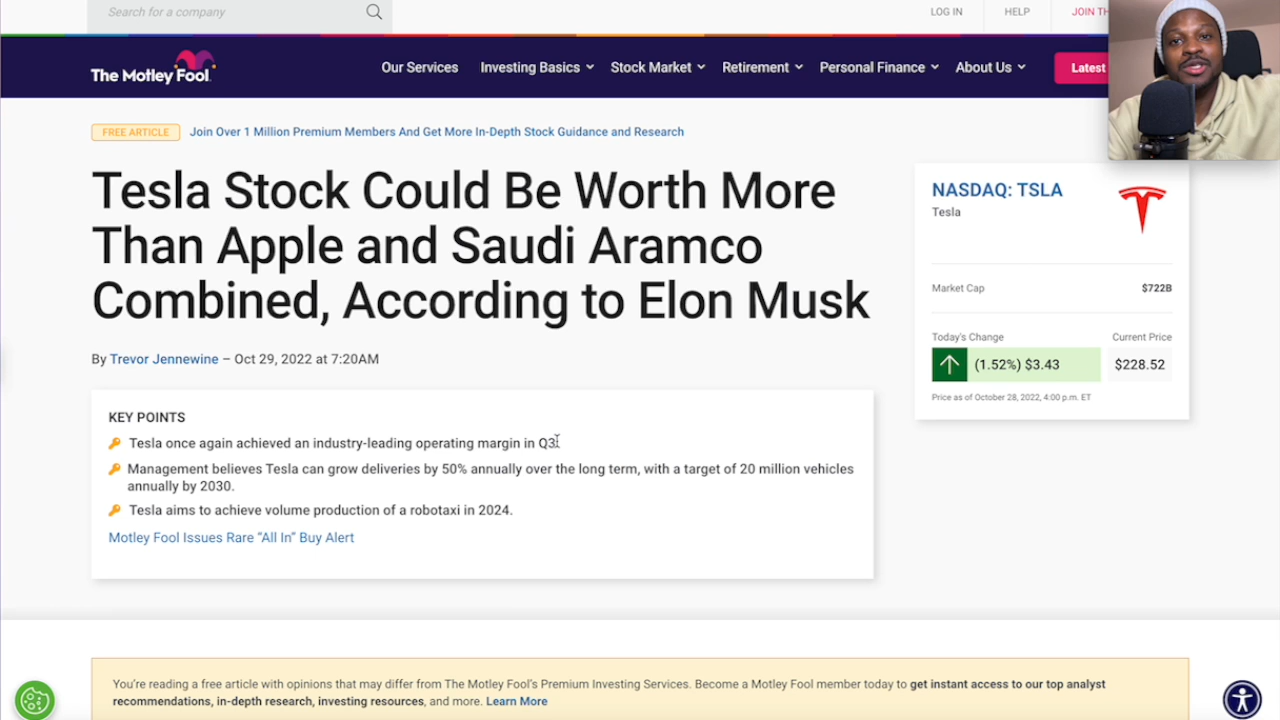 Search for a company
LOG IN
HELP
JOIN
The Motley Fool
Our Services
Investing Basics
Stock Market
Retirement
Personal Finance
About Us
Latest
FREE ARTICLE
Join Over 1 Million Premium Members And Get More In-Depth Stock Guidance and Research
Tesla Stock Could Be Worth More
Than Apple and Saudi Aramco
Combined, According to Elon Musk
By Trevor Jennewine – Oct 29, 2022 at 7:20AM
NASDAQ: TSLA
Tesla
Market Cap
$722B
Today's Change
Current Price
(1.52%) $3.43
$228.52
Price as of October 28, 2022, 4:00 p.m. ET
KEY POINTS
Tesla once again achieved an industry-leading operating margin in Q3.
Management believes Tesla can grow deliveries by 50% annually over the long term, with a target of 20 million vehicles
annually by 2030.
Tesla aims to achieve volume production of a robotaxi in 2024.
Motley Fool Issues Rare “All In” Buy Alert
You're reading a free article with opinions that may differ from The Motley Fool's Premium Investing Services. Become a Motley Fool member today to get instant access to our top analyst
recommendations, in-depth research, investing resources, and more. Learn More